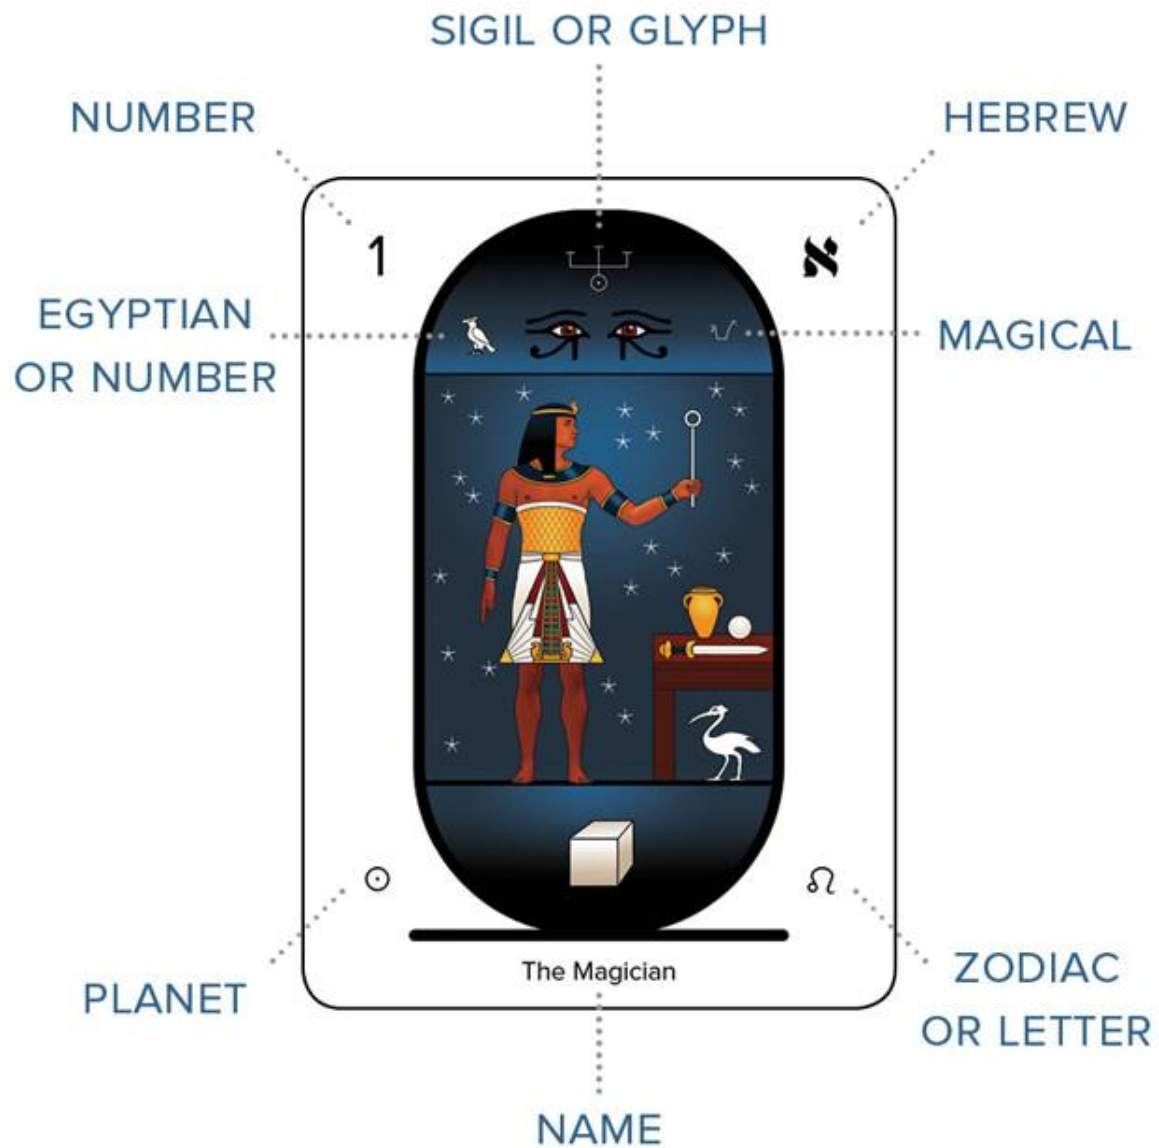 SIGIL OR GLYPH
NUMBER
HEBREW
1
א
EGYPTIAN
OR NUMBER
MAGICAL
☉
♌
PLANET
The Magician
ZODIAC
OR LETTER
NAME